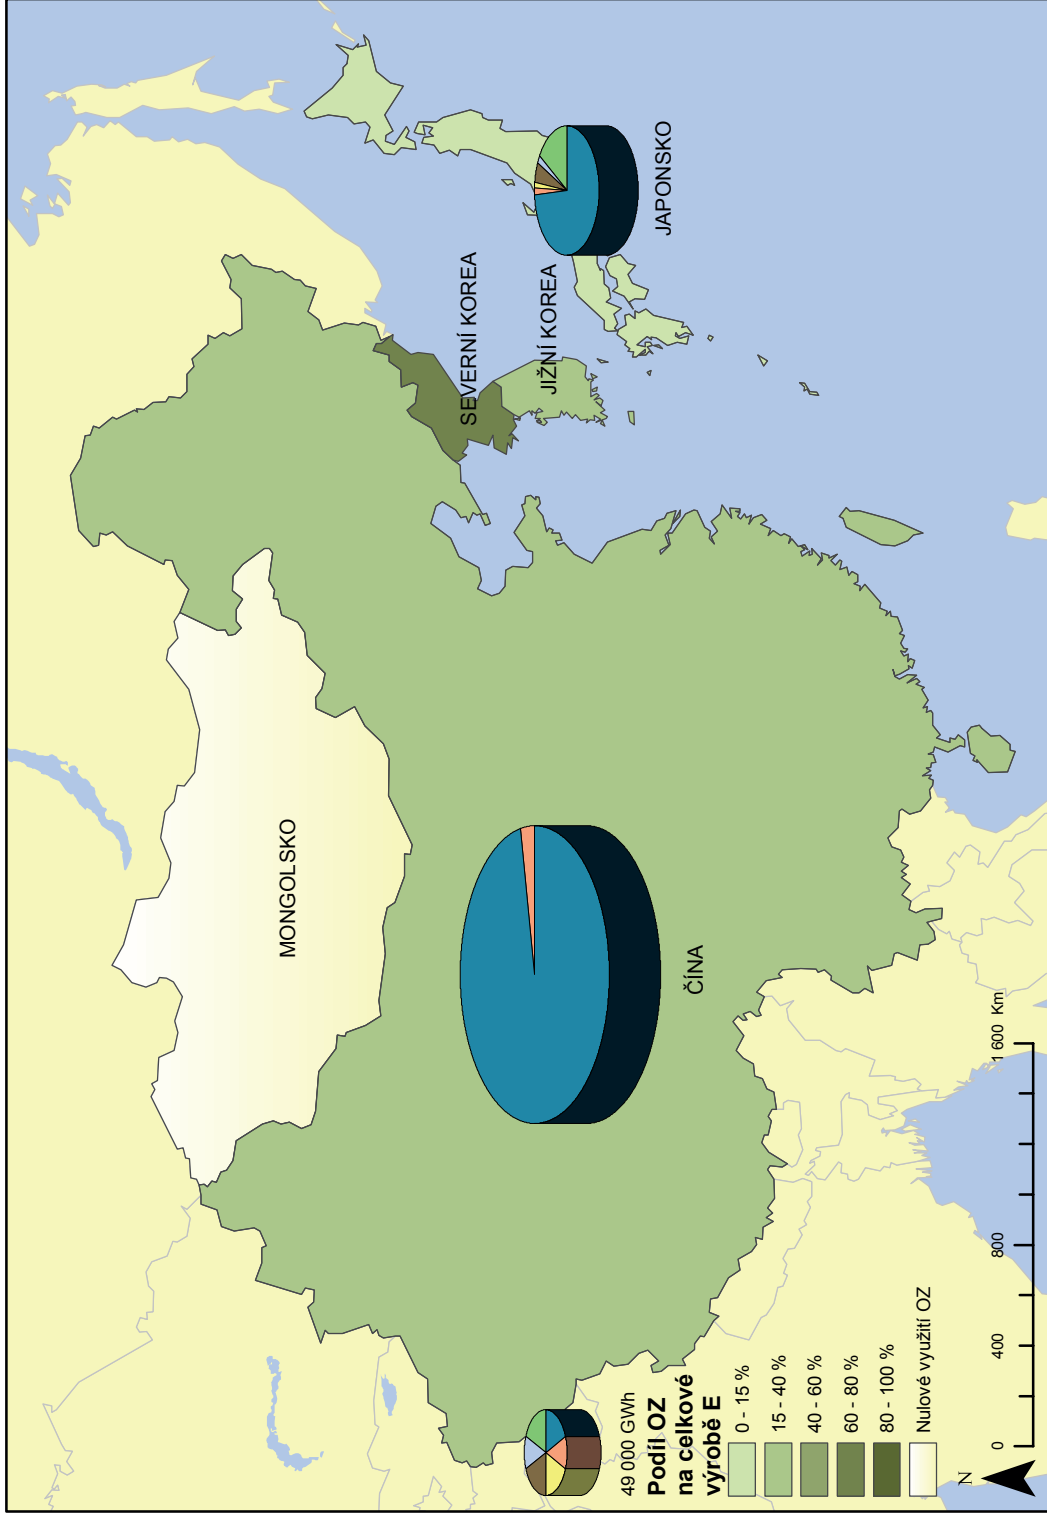 MONGOLSKO
SEVERNÍ KOREA
JIŽNÍ KOREA
JAPONSKO
ČÍNA
49 000 GWh
Podíl OZ
na celkové
výrobě E
0 - 15 %
15 - 40 %
40 - 60 %
60 - 80 %
80 - 100 %
Nulové využití OZ
N
0 400 800 1 600 Km